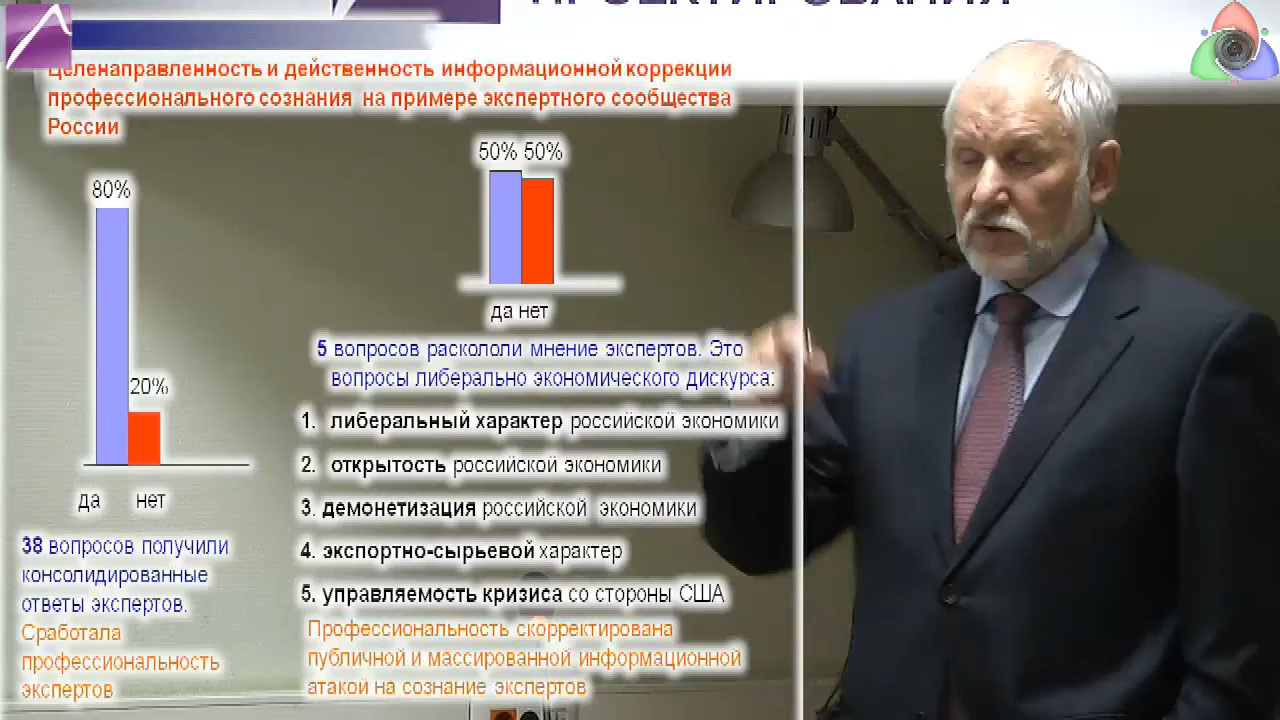 ПРОЕКТИРОВАНИЯ
Целенаправленность и действенность информационной коррекции
профессионального сознания на примере экспертного сообщества
России
50% 50%
80%
20%
да нет
да нет
5 вопросов раскололи мнение экспертов. Это
вопросы либерально экономического дискурса:
1. либеральный характер российской экономики
2. открытость российской экономики
3. демонетизация российской экономики
4. экспортно-сырьевой характер
5. управляемость кризиса со стороны США
38 вопросов получили
консолидированные
ответы экспертов.
Сработала
профессиональность
экспертов
Профессиональность скорректирована
публичной и массированной информационной
атакой на сознание экспертов